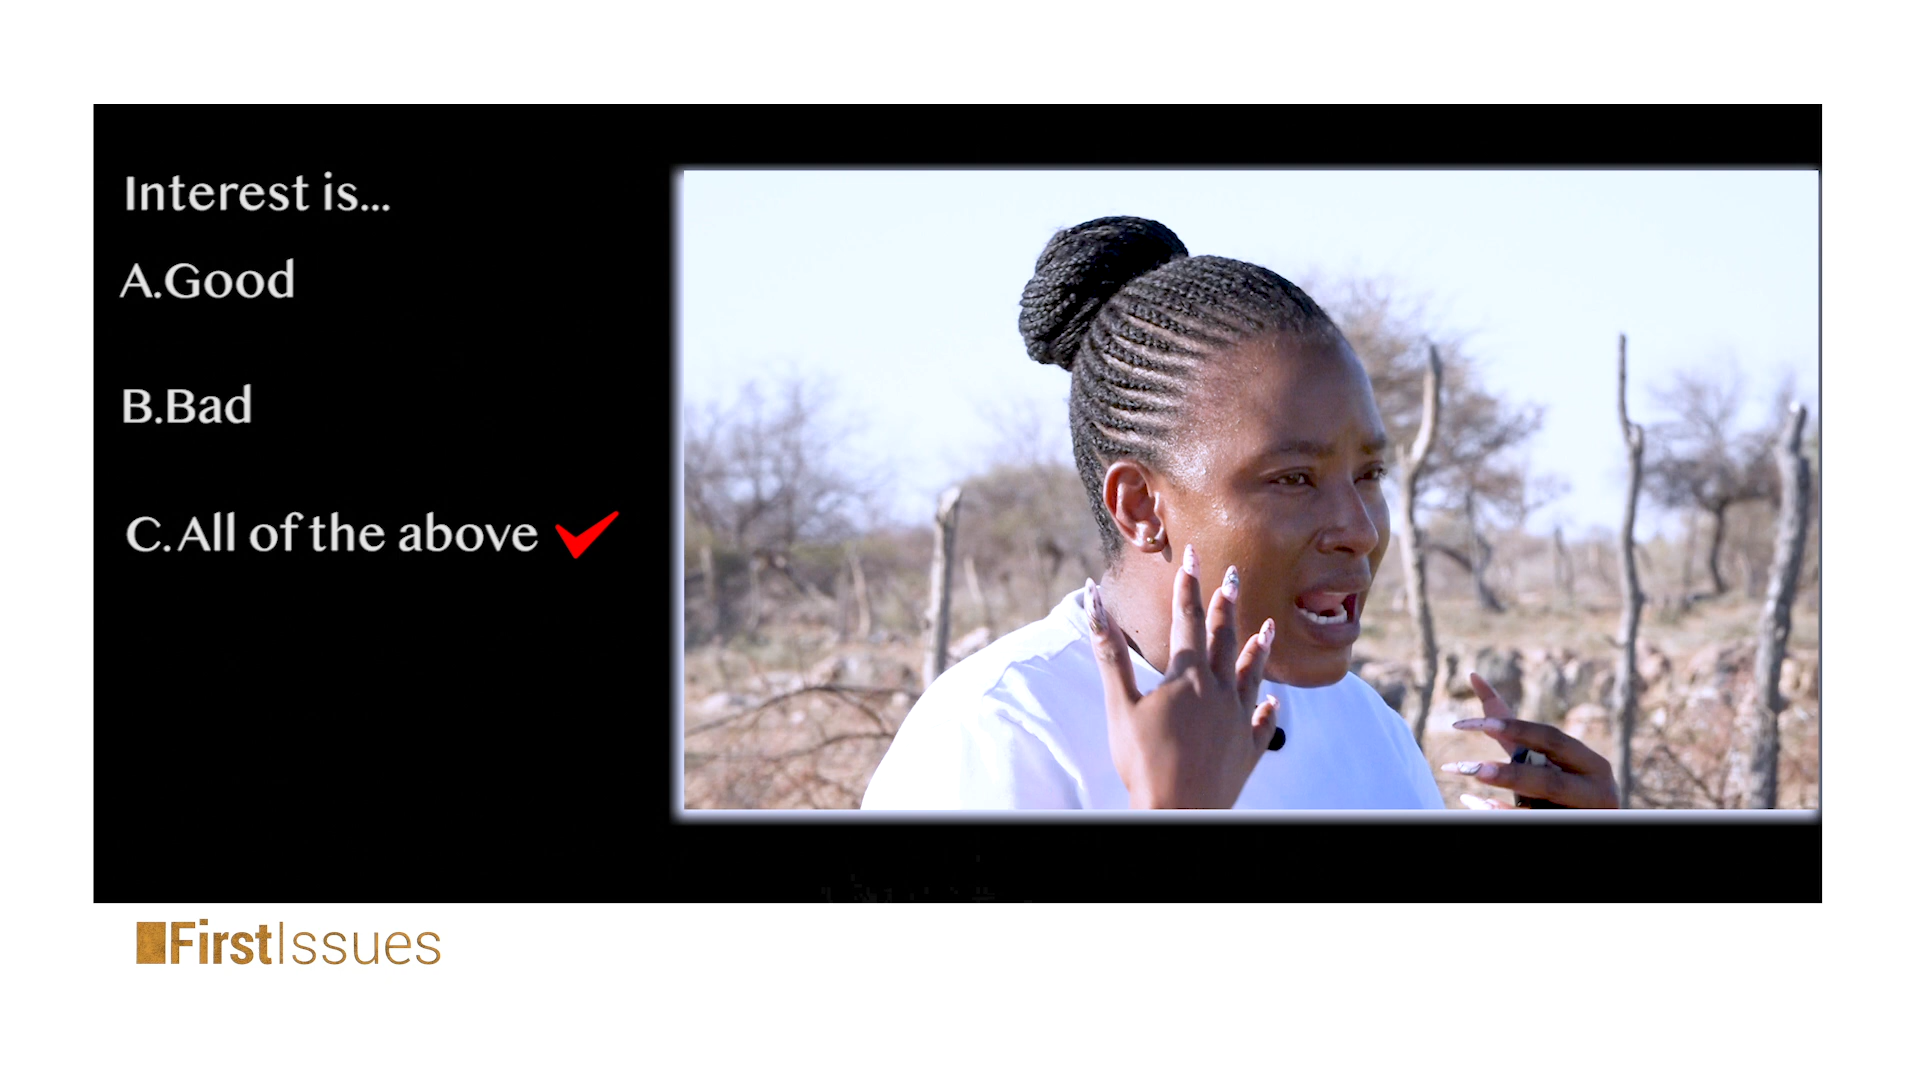 Interest is...
A.Good
B.Bad
C.All of the above
FirstIssues